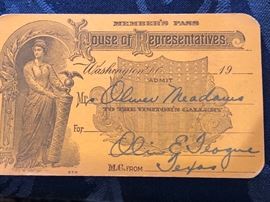 MEMBER'S PASS
House of Representatives,
Washington, D.C. 19
ADMIT
Mrs Oliver Meadows
TO THE VISITOR'S GALLERY
For
Olin E. Teague
M.C. FROM Texas